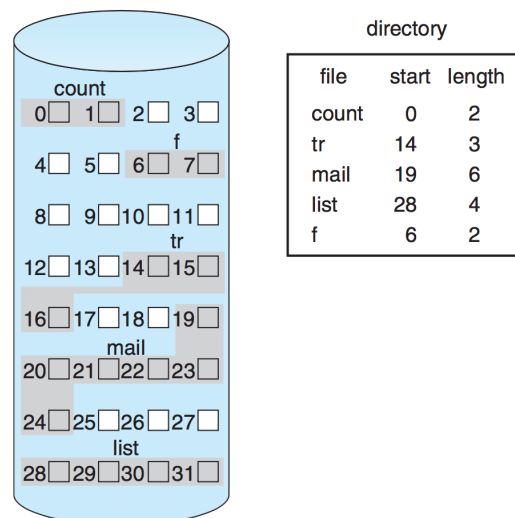 directory
file start length
count 0 2
tr 14 3
mail 19 6
list 28 4
f 6 2
count
0 1 2 3
f
4 5 6 7
8 9 10 11
tr
12 13 14 15
16 17 18 19
mail
20 21 22 23
24 25 26 27
list
28 29 30 31